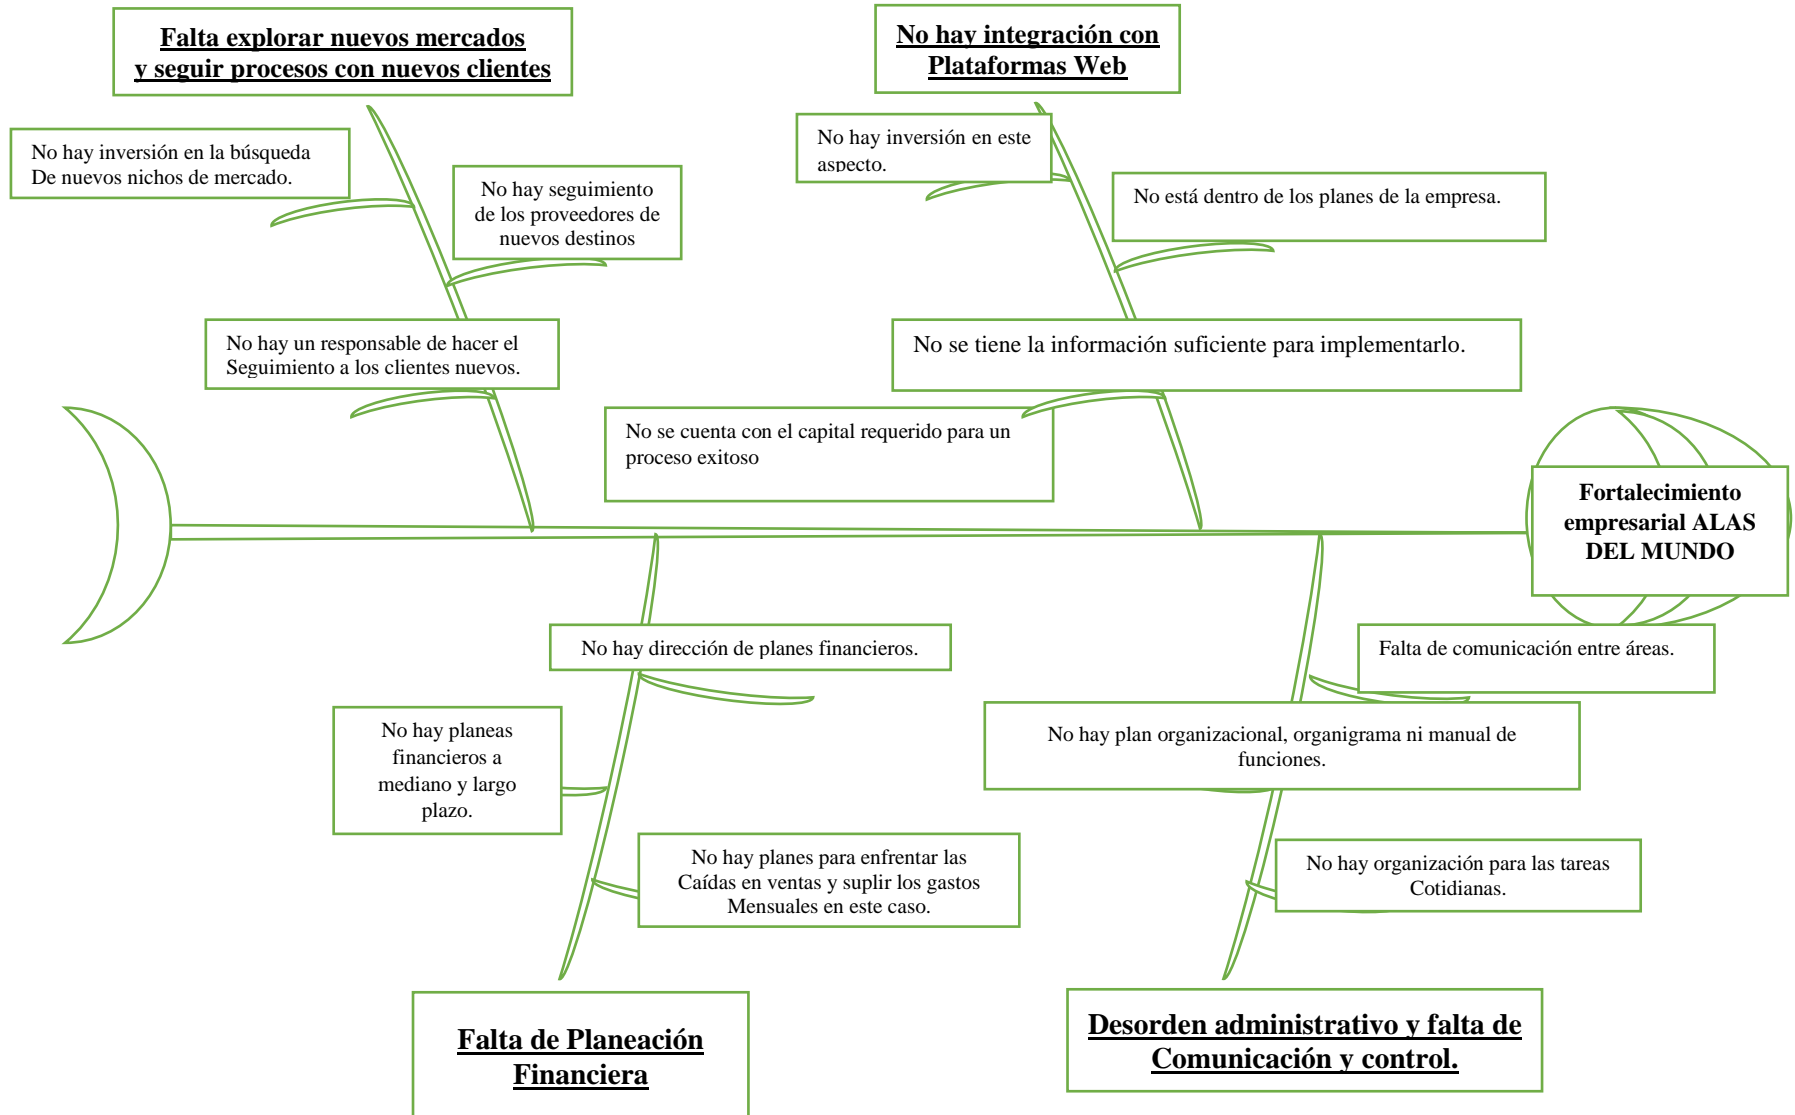 Falta explorar nuevos mercados
y seguir procesos con nuevos clientes
No hay integración con
Plataformas Web
No hay inversión en la búsqueda
De nuevos nichos de mercado.
No hay seguimiento
de los proveedores de
nuevos destinos
No hay inversión en este
aspecto.
No está dentro de los planes de la empresa.
No hay un responsable de hacer el
Seguimiento a los clientes nuevos.
No se tiene la información suficiente para implementarlo.
No se cuenta con el capital requerido para un
proceso exitoso
Fortalecimiento
empresarial ALAS
DEL MUNDO
No hay dirección de planes financieros.
Falta de comunicación entre áreas.
No hay planeas
financieros a
mediano y largo
plazo.
No hay plan organizacional, organigrama ni manual de
funciones.
No hay planes para enfrentar las
Caídas en ventas y suplir los gastos
Mensuales en este caso.
No hay organización para las tareas
Cotidianas.
Falta de Planeación
Financiera
Desorden administrativo y falta de
Comunicación y control.